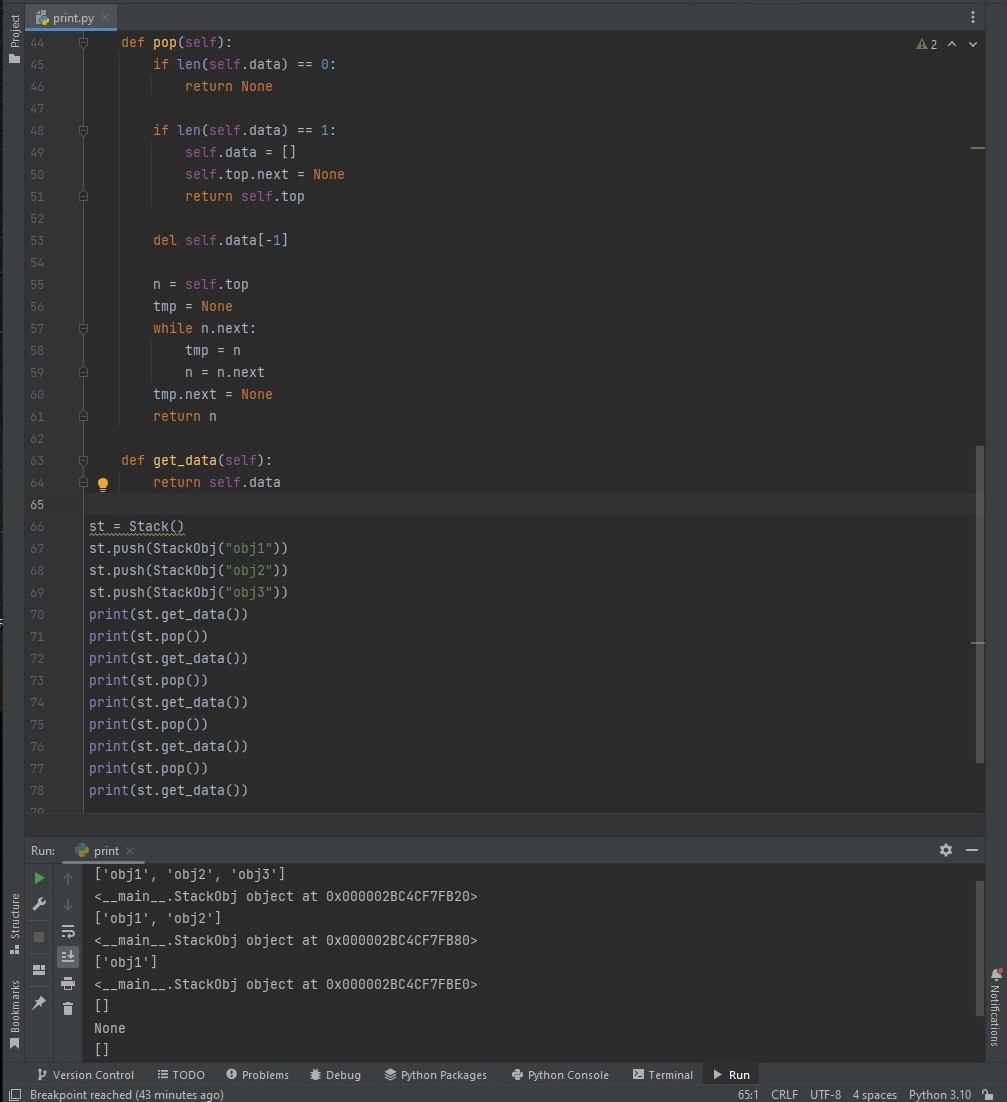 Project
print.py
44 def pop(self):
2
45 if len(self.data) == 0:
46 return None
47
48 if len(self.data) == 1:
49 self.data = []
50 self.top.next = None
51 return self.top
52
53 del self.data[-1]
54
55 n = self.top
56 tmp = None
57 while n.next:
58 tmp = n
59 n = n.next
60 tmp.next = None
61 return n
62
63 def get_data(self):
64 return self.data
65
66 st = Stack()
67 st.push(StackObj("obj1"))
68 st.push(StackObj("obj2"))
69 st.push(StackObj("obj3"))
70 print(st.get_data())
71 print(st.pop())
72 print(st.get_data())
73 print(st.pop())
74 print(st.get_data())
75 print(st.pop())
76 print(st.get_data())
77 print(st.pop())
78 print(st.get_data())
79
Run: print
['obj1', 'obj2', 'obj3']
<__main__.StackObj object at 0x000002BC4CF7FB20>
['obj1', 'obj2']
<__main__.StackObj object at 0x000002BC4CF7FB80>
['obj1']
<__main__.StackObj object at 0x000002BC4CF7FBE0>
[]
None
[]
Structure
Bookmarks
Notifications
Version Control TODO Problems Debug Python Packages Python Console Terminal Run
Breakpoint reached (43 minutes ago) 65:1 CRLF UTF-8 4 spaces Python 3.10